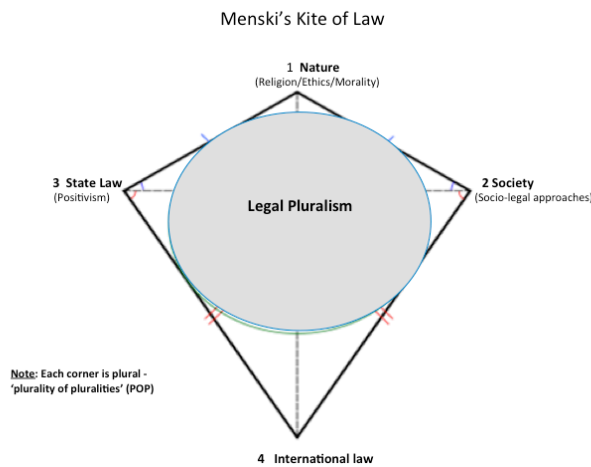 Menski's Kite of Law
1 Nature
(Religion/Ethics/Morality)
3 State Law
(Positivism)
2 Society
(Socio-legal approaches)
Legal Pluralism
Note: Each corner is plural -
'plurality of pluralities' (POP)
4 International law